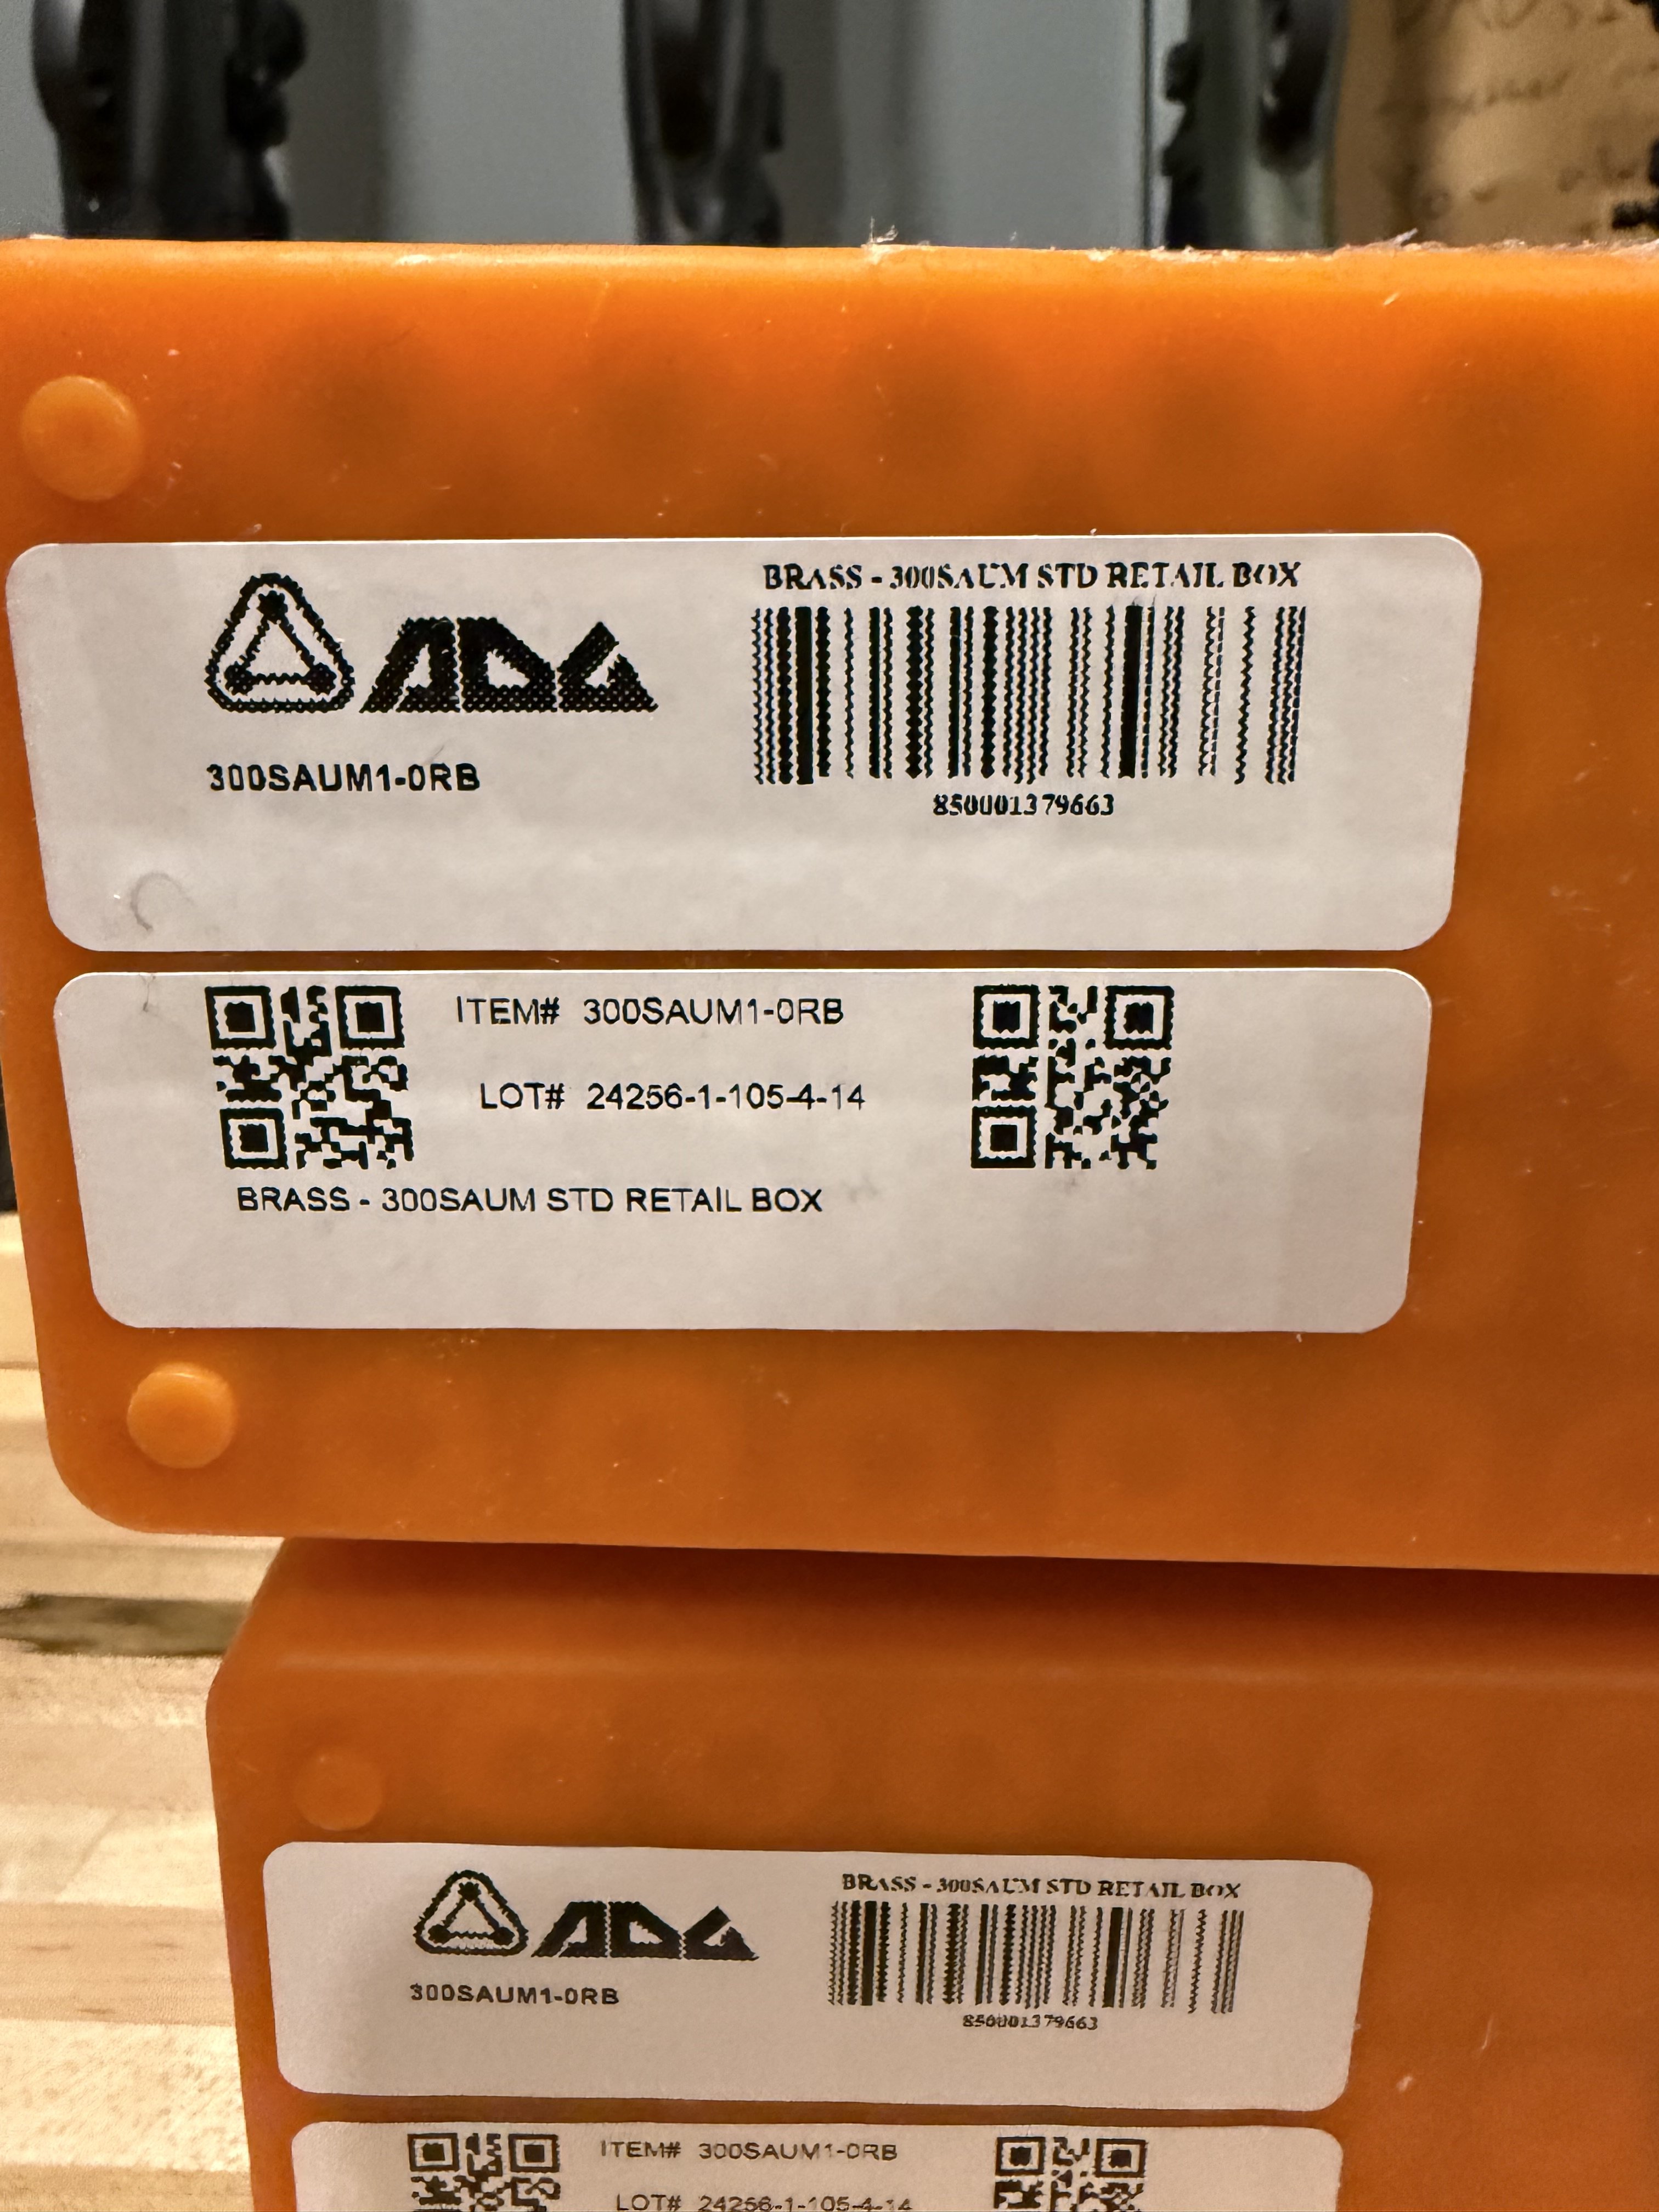 ADG
BRASS - 300SAUM STD RETAIL BOX
300SAUM1-0RB
850001379663
ITEM# 300SAUM1-0RB
LOT# 24256-1-105-4-14
BRASS - 300SAUM STD RETAIL BOX
ADG
BRASS - 300SAUM STD RETAIL BOX
300SAUM1-0RB
850001379663
ITEM# 300SAUM1-0RB
LOT# 24256-1-105-4-14